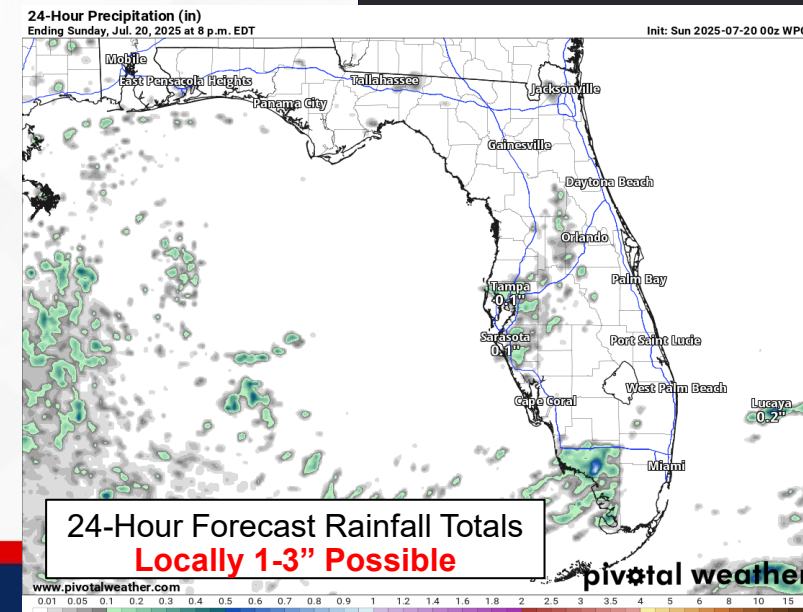 24-Hour Precipitation (in)
Ending Sunday, Jul. 20, 2025 at 8 p.m. EDT
Init: Sun 2025-07-20 00z WPC
Mobile
East Pensacola Heights
Tallahassee
Jacksonville
Panama City
Gainesville
Daytona Beach
Orlando
Palm Bay
Tampa
0.1"
Sarasota
0.1"
Port Saint Lucie
West Palm Beach
Cape Coral
Lucaya
0.2"
Miami
24-Hour Forecast Rainfall Totals
Locally 1-3” Possible
www.pivotalweather.com
pivotal weather
0.01 0.05 0.1 0.2 0.3 0.4 0.5 0.6 0.7 0.8 0.9 1 1.2 1.4 1.6 1.8 2 2.5 3 3.5 4 5 6 8 10 15